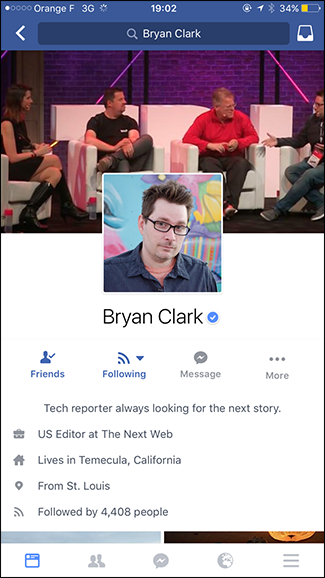 Orange F 3G 19:02 34%
Bryan Clark
Bryan Clark
Friends Following Message More
Tech reporter always looking for the next story.
US Editor at The Next Web
Lives in Temecula, California
From St. Louis
Followed by 4,408 people